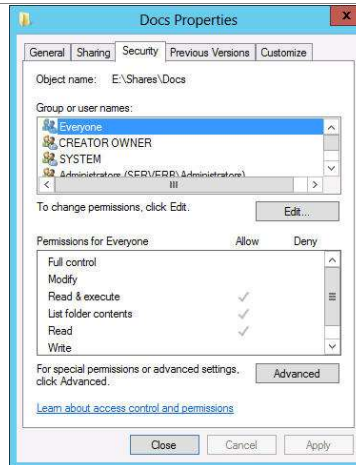 Docs Properties
x
General Sharing Security Previous Versions Customize
Object name: E:\Shares\Docs
Group or user names:
Everyone
CREATOR OWNER
SYSTEM
Administrators (SERVERB\Administrators)
To change permissions, click Edit.
Edit...
Permissions for Everyone Allow Deny
Full control
Modify
Read & execute
List folder contents
Read
Write
For special permissions or advanced settings,
click Advanced.
Advanced
Learn about access control and permissions
Close Cancel Apply